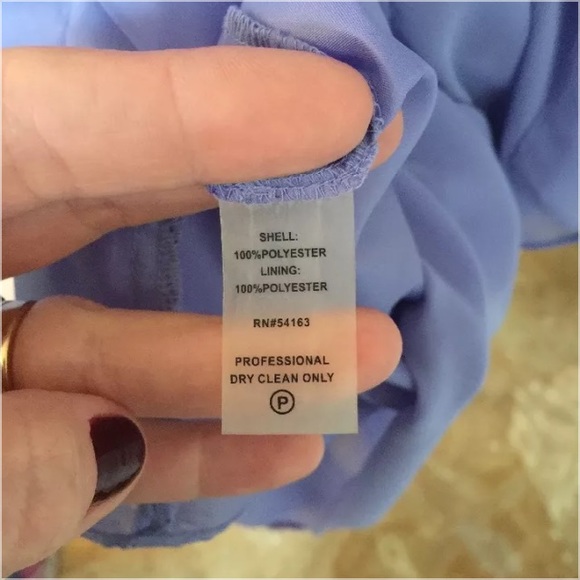 SHELL:
100%POLYESTER
LINING:
100%POLYESTER
RN#54163
PROFESSIONAL
DRY CLEAN ONLY
P